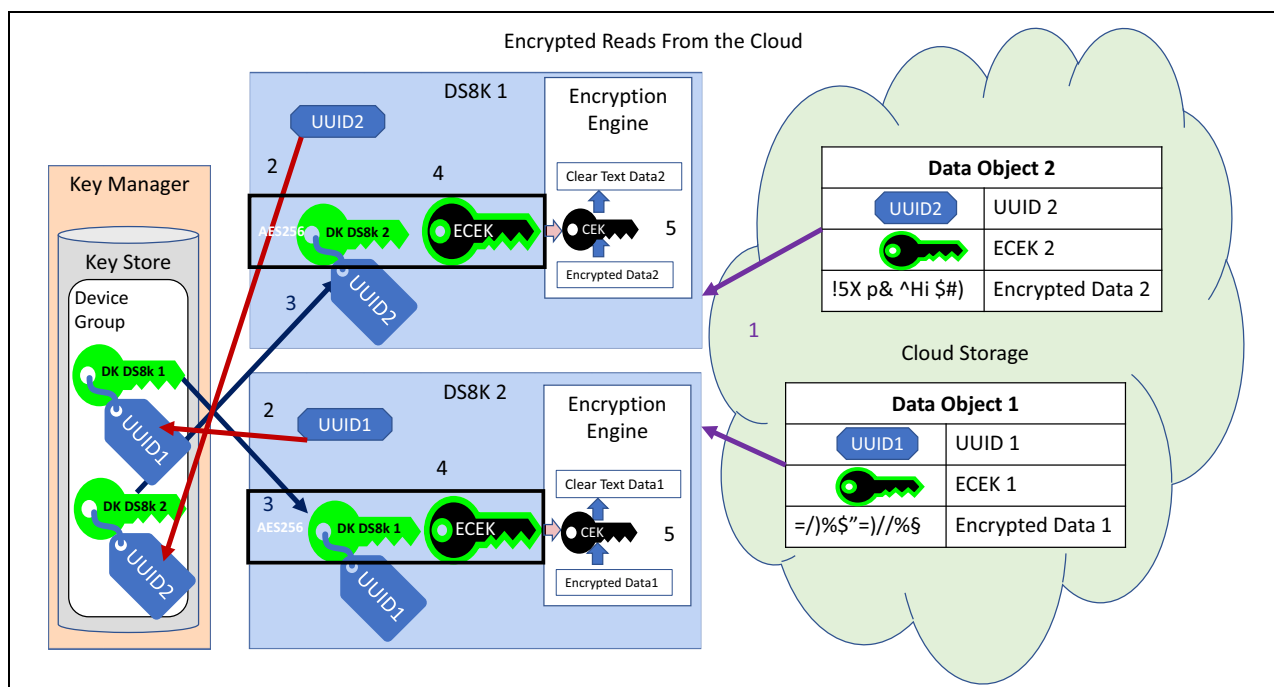 Encrypted Reads From the Cloud
Key Manager
Key Store
Device
Group
DK DS8k 1
UUID1
DK DS8k 2
UUID2
DS8K 1
UUID2
2
3
4
AES256
DK DS8k 2
UUID2
ECEK
Encryption
Engine
Clear Text Data2
CEK
5
Encrypted Data2
DS8K 2
UUID1
2
3
4
AES256
DK DS8k 1
UUID1
ECEK
Encryption
Engine
Clear Text Data1
CEK
5
Encrypted Data1
1
Data Object 2
UUID2 UUID 2
ECEK 2
!5X p& ^Hi $#) Encrypted Data 2
Cloud Storage
Data Object 1
UUID1 UUID 1
ECEK 1
=/)%$”=)//%§ Encrypted Data 1